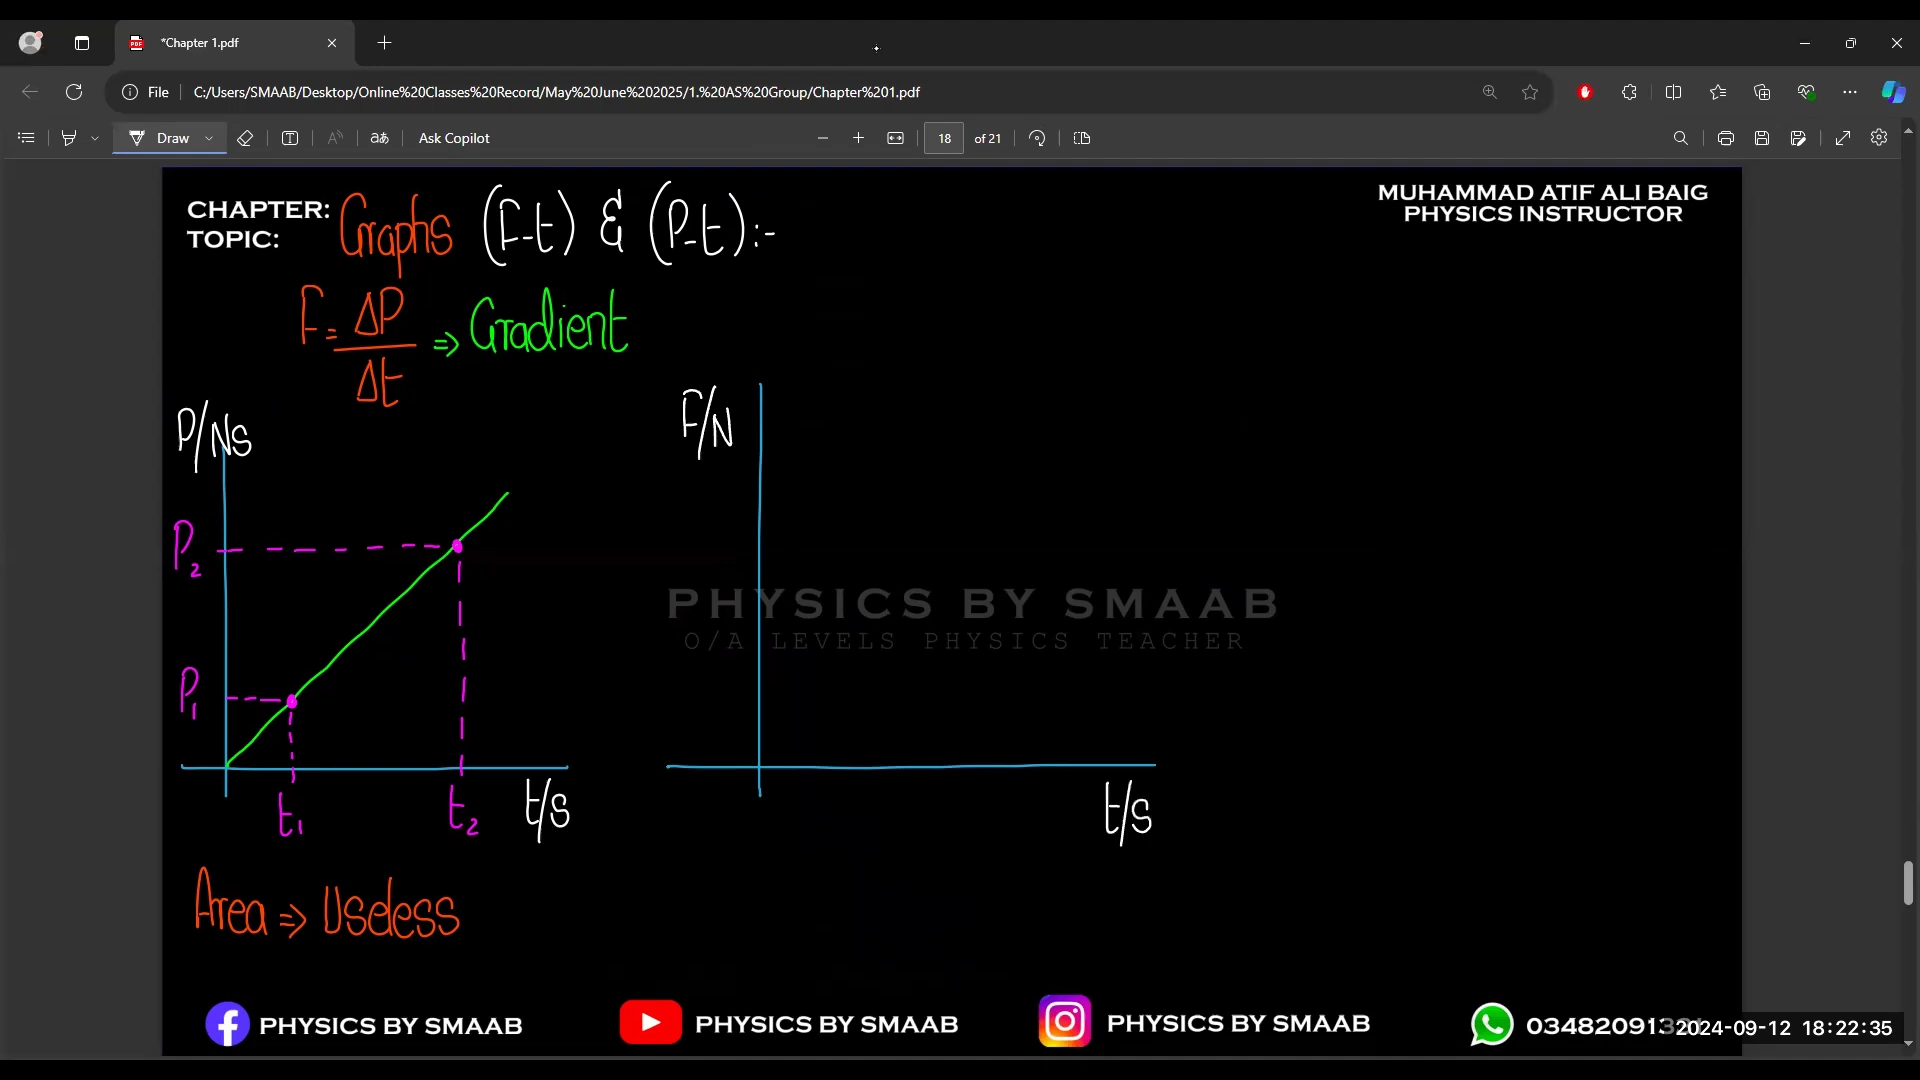 *Chapter 1.pdf
File
C:/Users/SMAAB/Desktop/Online%20Classes%20Record/May%20June%202025/1.%20AS%20Group/Chapter%201.pdf
Draw
aあ
Ask Copilot
18 of 21
CHAPTER: Graphs (F-t) & (P-t):-
TOPIC:
MUHAMMAD ATIF ALI BAIG
PHYSICS INSTRUCTOR
F = ΔP/Δt ⇒ Gradient
P/Ns
F/N
P2
P1
t1
t2
t/s
t/s
PHYSICS BY SMAAB
O/A LEVELS PHYSICS TEACHER
Area ⇒ Useless
PHYSICS BY SMAAB
PHYSICS BY SMAAB
PHYSICS BY SMAAB
2024-09-12 18:22:35